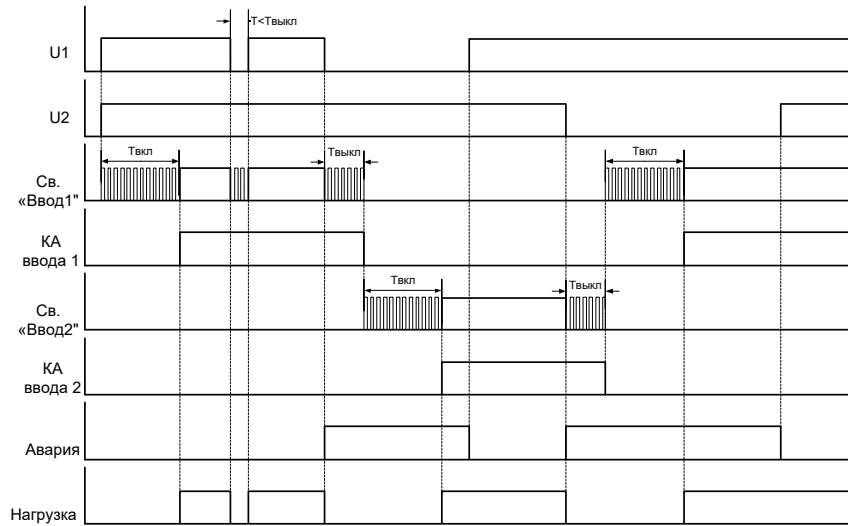 T<Tвыкл
U1
U2
Tвкл
Tвыкл
Tвкл
Св.
«Ввод1"
КА
ввода 1
Tвкл
Tвыкл
Св.
«Ввод2"
КА
ввода 2
Авария
Нагрузка